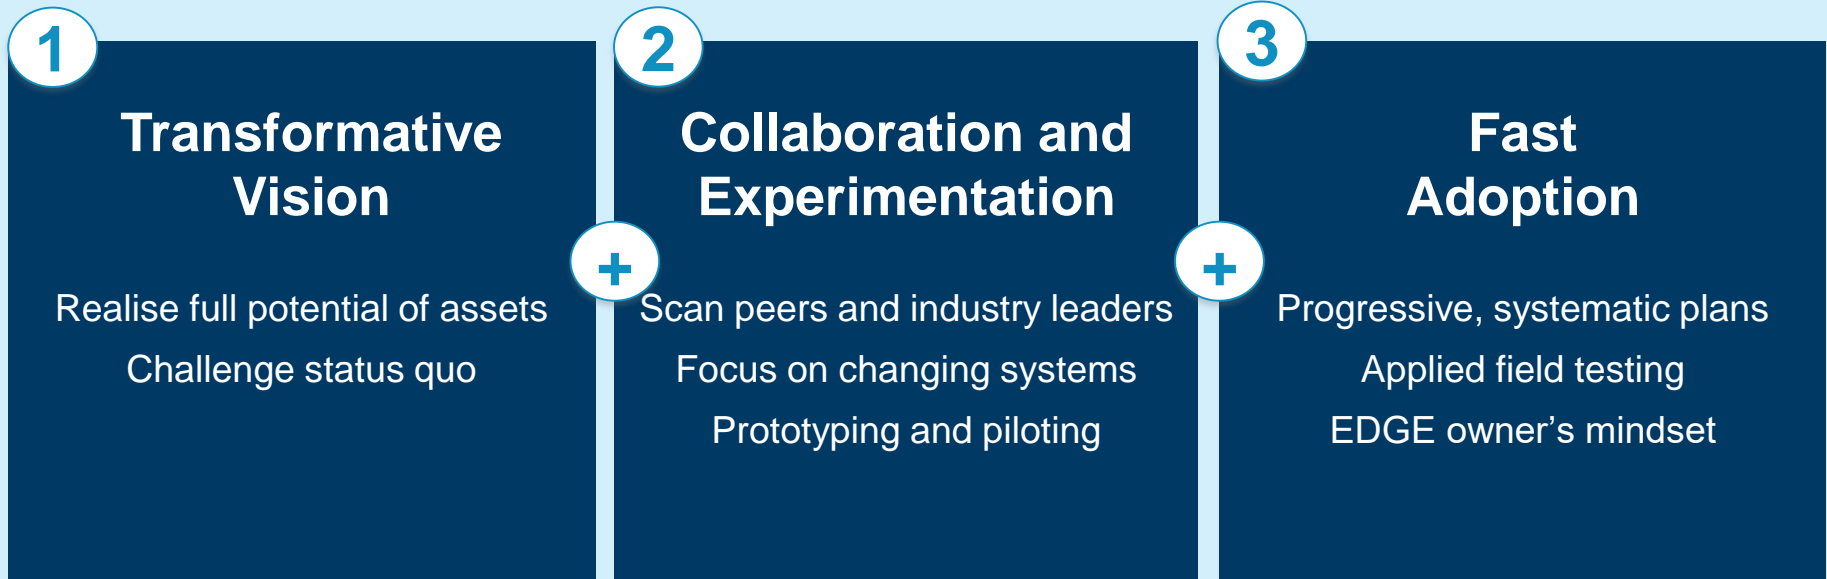 1
Transformative
Vision
Realise full potential of assets
Challenge status quo
+
2
Collaboration and
Experimentation
Scan peers and industry leaders
Focus on changing systems
Prototyping and piloting
+
3
Fast
Adoption
Progressive, systematic plans
Applied field testing
EDGE owner’s mindset